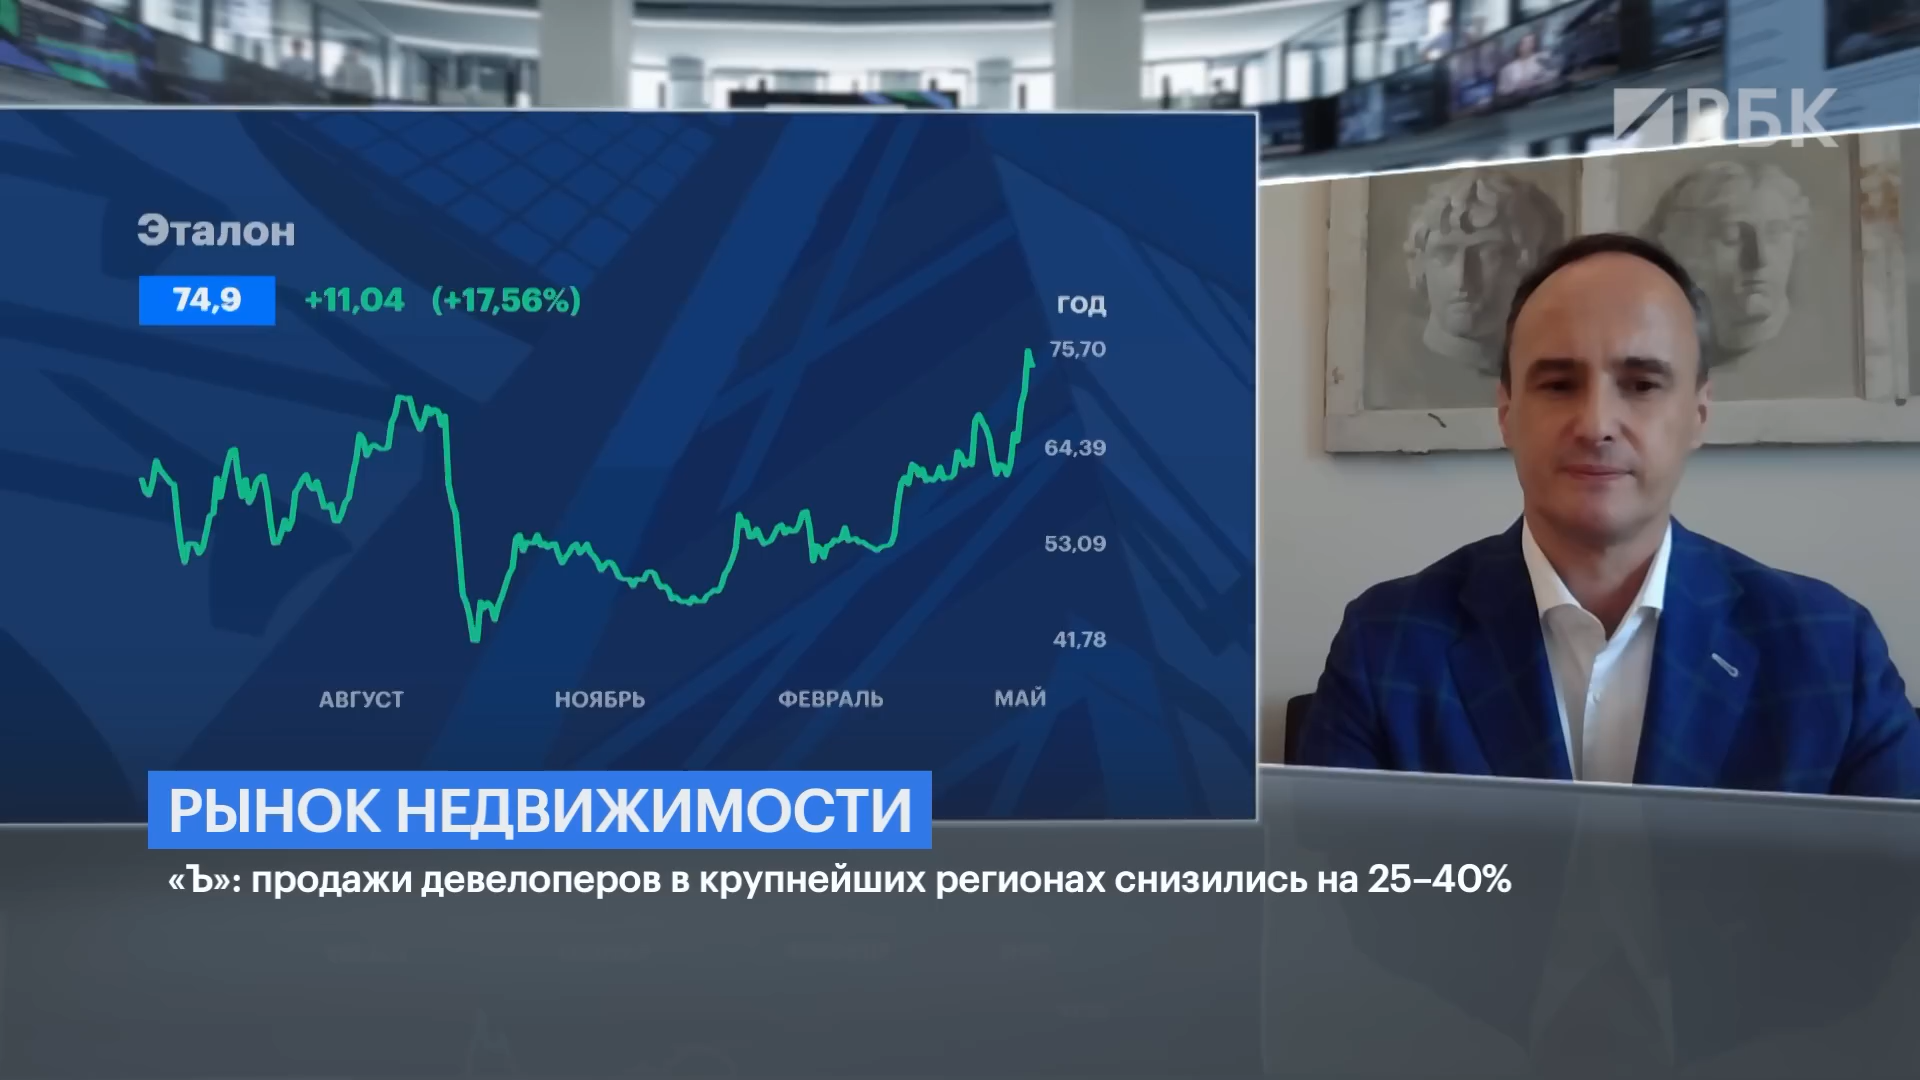 РБК
Эталон
74,9 +11,04 (+17,56%)
ГОД
75,70
64,39
53,09
41,78
АВГУСТ НОЯБРЬ ФЕВРАЛЬ МАЙ
РЫНОК НЕДВИЖИМОСТИ
«Ъ»: продажи девелоперов в крупнейших регионах снизились на 25–40%